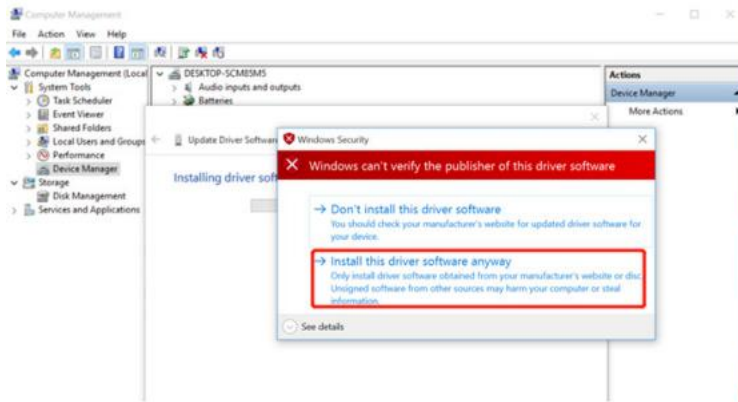 Computer Management
File Action View Help
Computer Management (Local
System Tools
Task Scheduler
Event Viewer
Shared Folders
Local Users and Groups
Performance
Device Manager
Storage
Disk Management
Services and Applications
DESKTOP-SCM85M5
Audio inputs and outputs
Batteries
Update Driver Software
Installing driver soft
Windows Security
Windows can't verify the publisher of this driver software
Don't install this driver software
You should check your manufacturer's website for updated driver software for
your device.
Install this driver software anyway
Only install driver software obtained from your manufacturer's website or disc.
Unsigned software from other sources may harm your computer or steal
information.
See details
Actions
Device Manager
More Actions